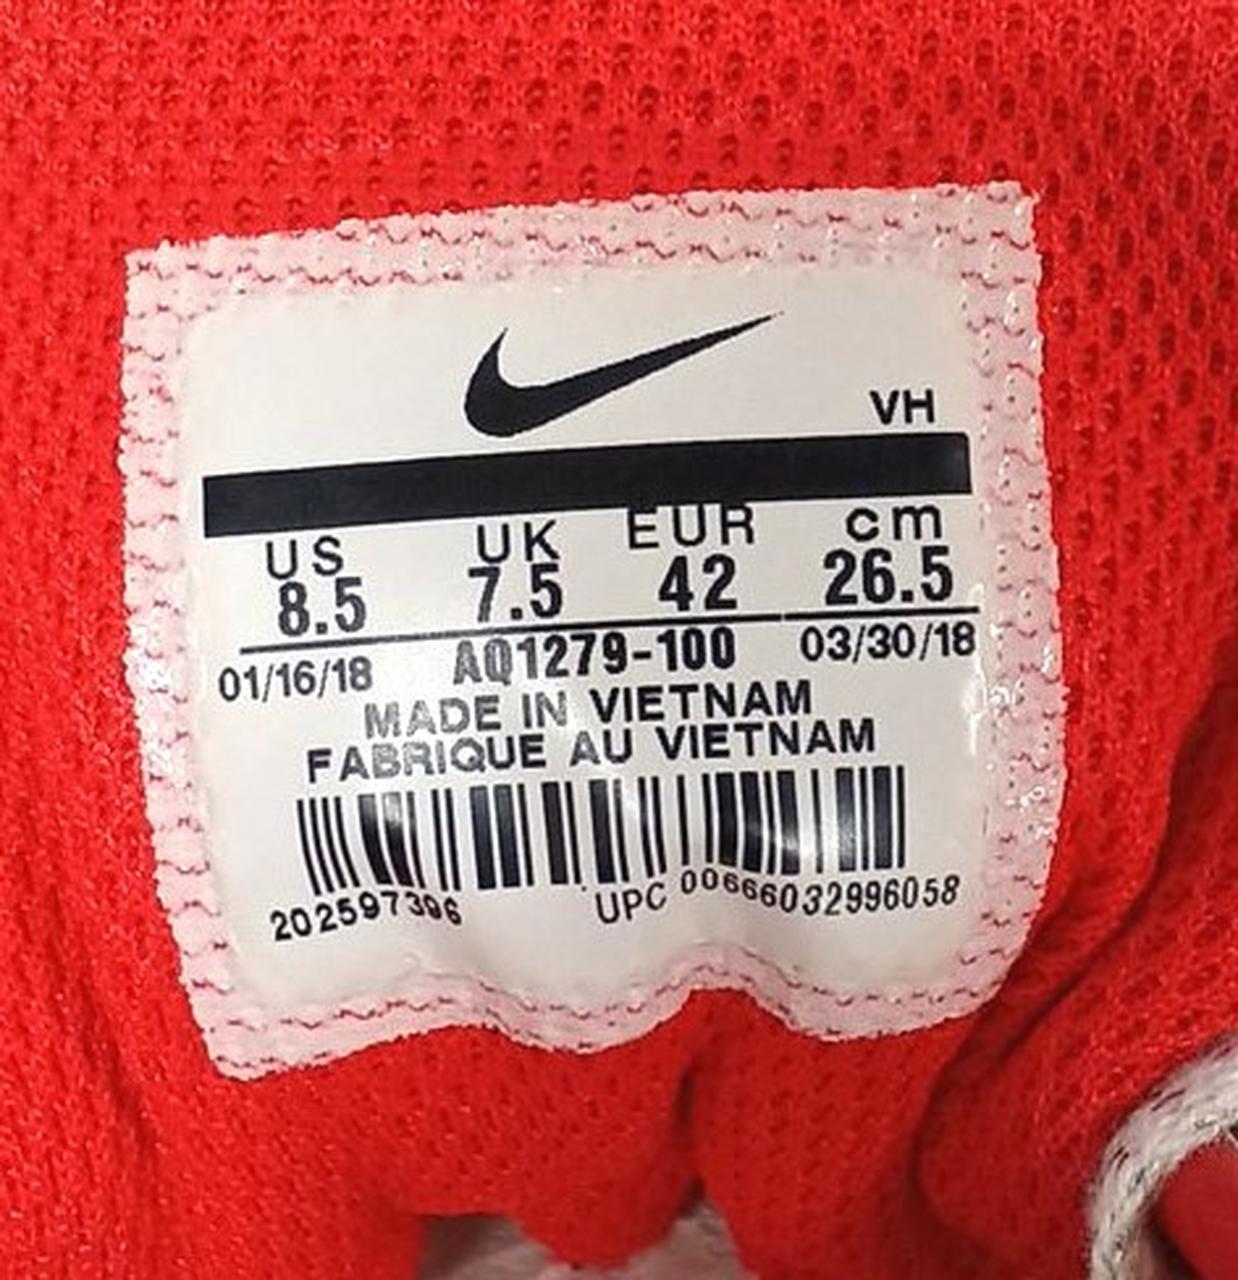 VH
US UK EUR cm
8.5 7.5 42 26.5
01/16/18 AQ1279-100 03/30/18
MADE IN VIETNAM
FABRIQUE AU VIETNAM
202597396 UPC 00666032996058